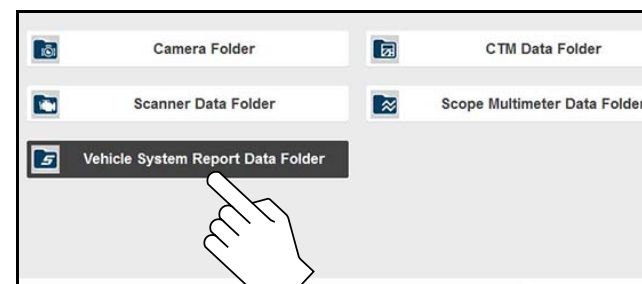 Camera Folder
CTM Data Folder
Scanner Data Folder
Scope Multimeter Data Folder
Vehicle System Report Data Folder